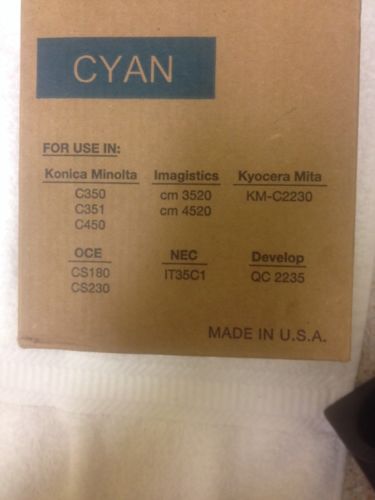 CYAN
FOR USE IN:
Konica Minolta Imagistics Kyocera Mita
C350 cm 3520 KM-C2230
C351 cm 4520
C450
OCE NEC Develop
CS180 IT35C1 QC 2235
CS230
MADE IN U.S.A.